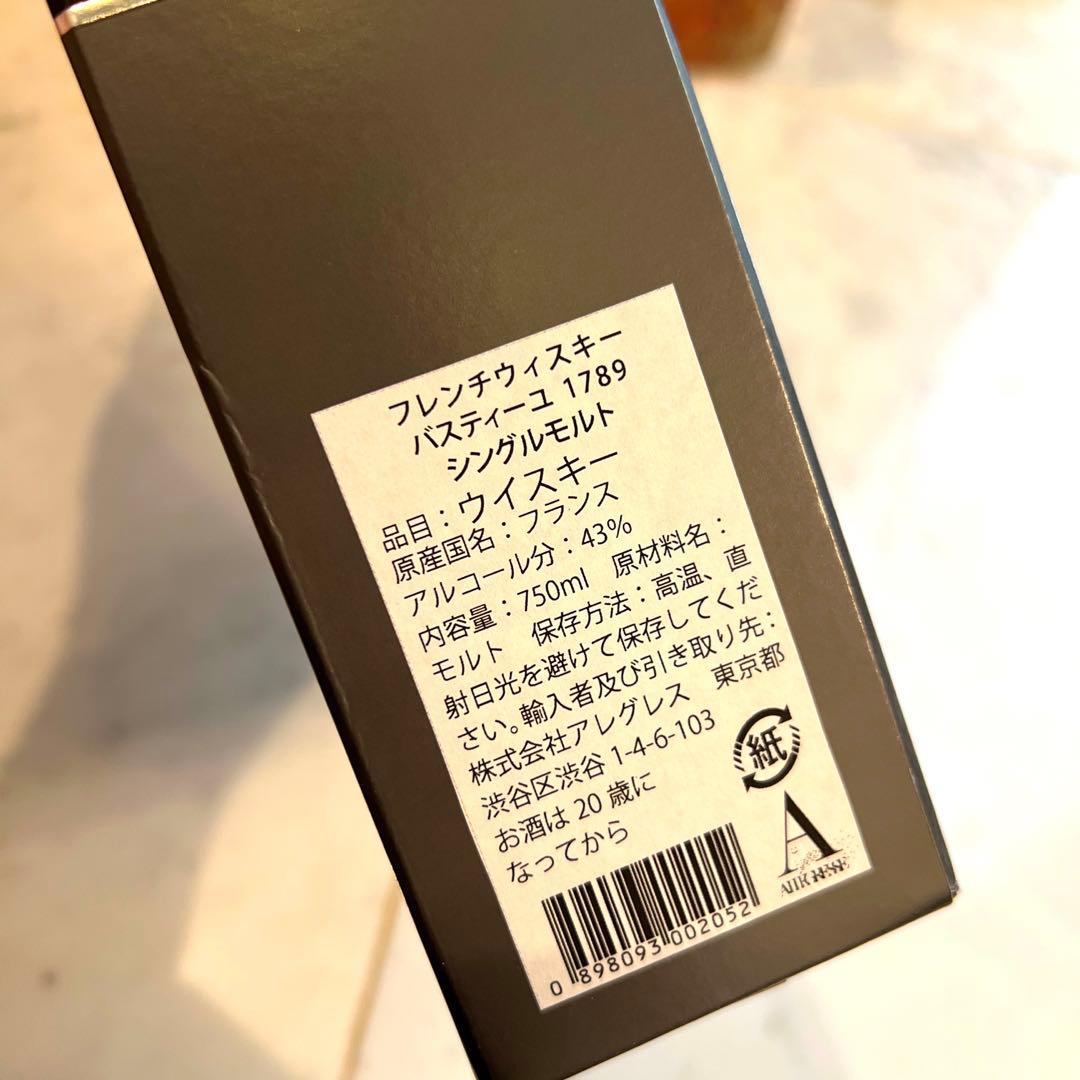 フレンチウィスキー
バスティーユ 1789
シングルモルト
品目：ウイスキー
原産国名：フランス
アルコール分：43%
内容量：750ml 原材料名：
モルト 保存方法：高温、直
射日光を避けて保存してくだ
さい。輸入者及び引き取り先：
株式会社アレグレス 東京都
渋谷区渋谷 1-4-6-103
お酒は 20 歳に
なってから
紙
A
0 898093 002052